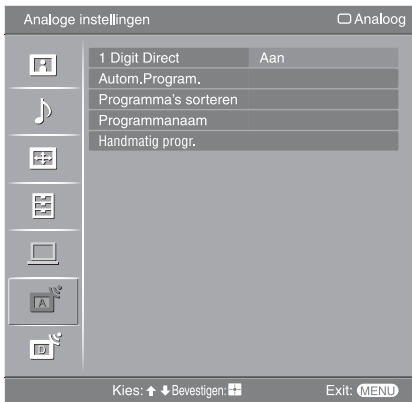 Analoge instellingen Analoog
1 Digit Direct Aan
Autom.Program.
Programma's sorteren
Programmanaam
Handmatig progr.
A
D
Kies: Bevestigen: Exit: MENU